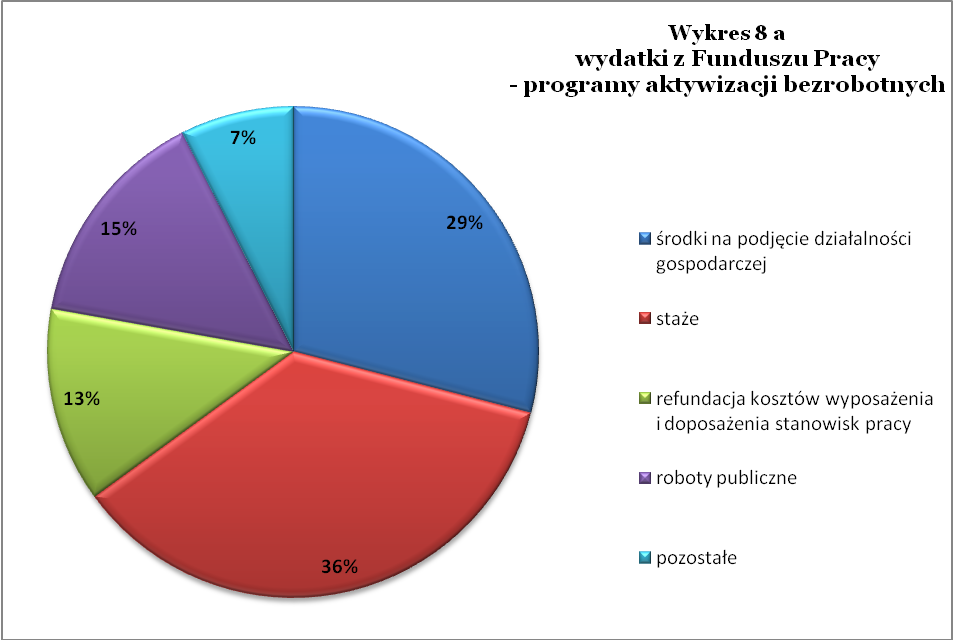 Wykres 8 a
wydatki z Funduszu Pracy
- programy aktywizacji bezrobotnych
7%
29%
15%
13%
36%
środki na podjęcie działalności
gospodarczej
staże
refundacja kosztów wyposażenia
i doposażenia stanowisk pracy
roboty publiczne
pozostałe